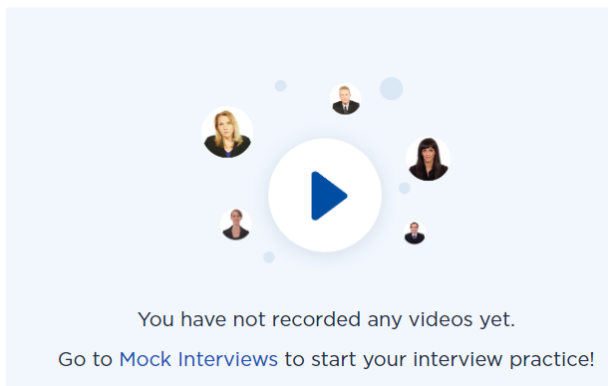 You have not recorded any videos yet.
Go to Mock Interviews to start your interview practice!